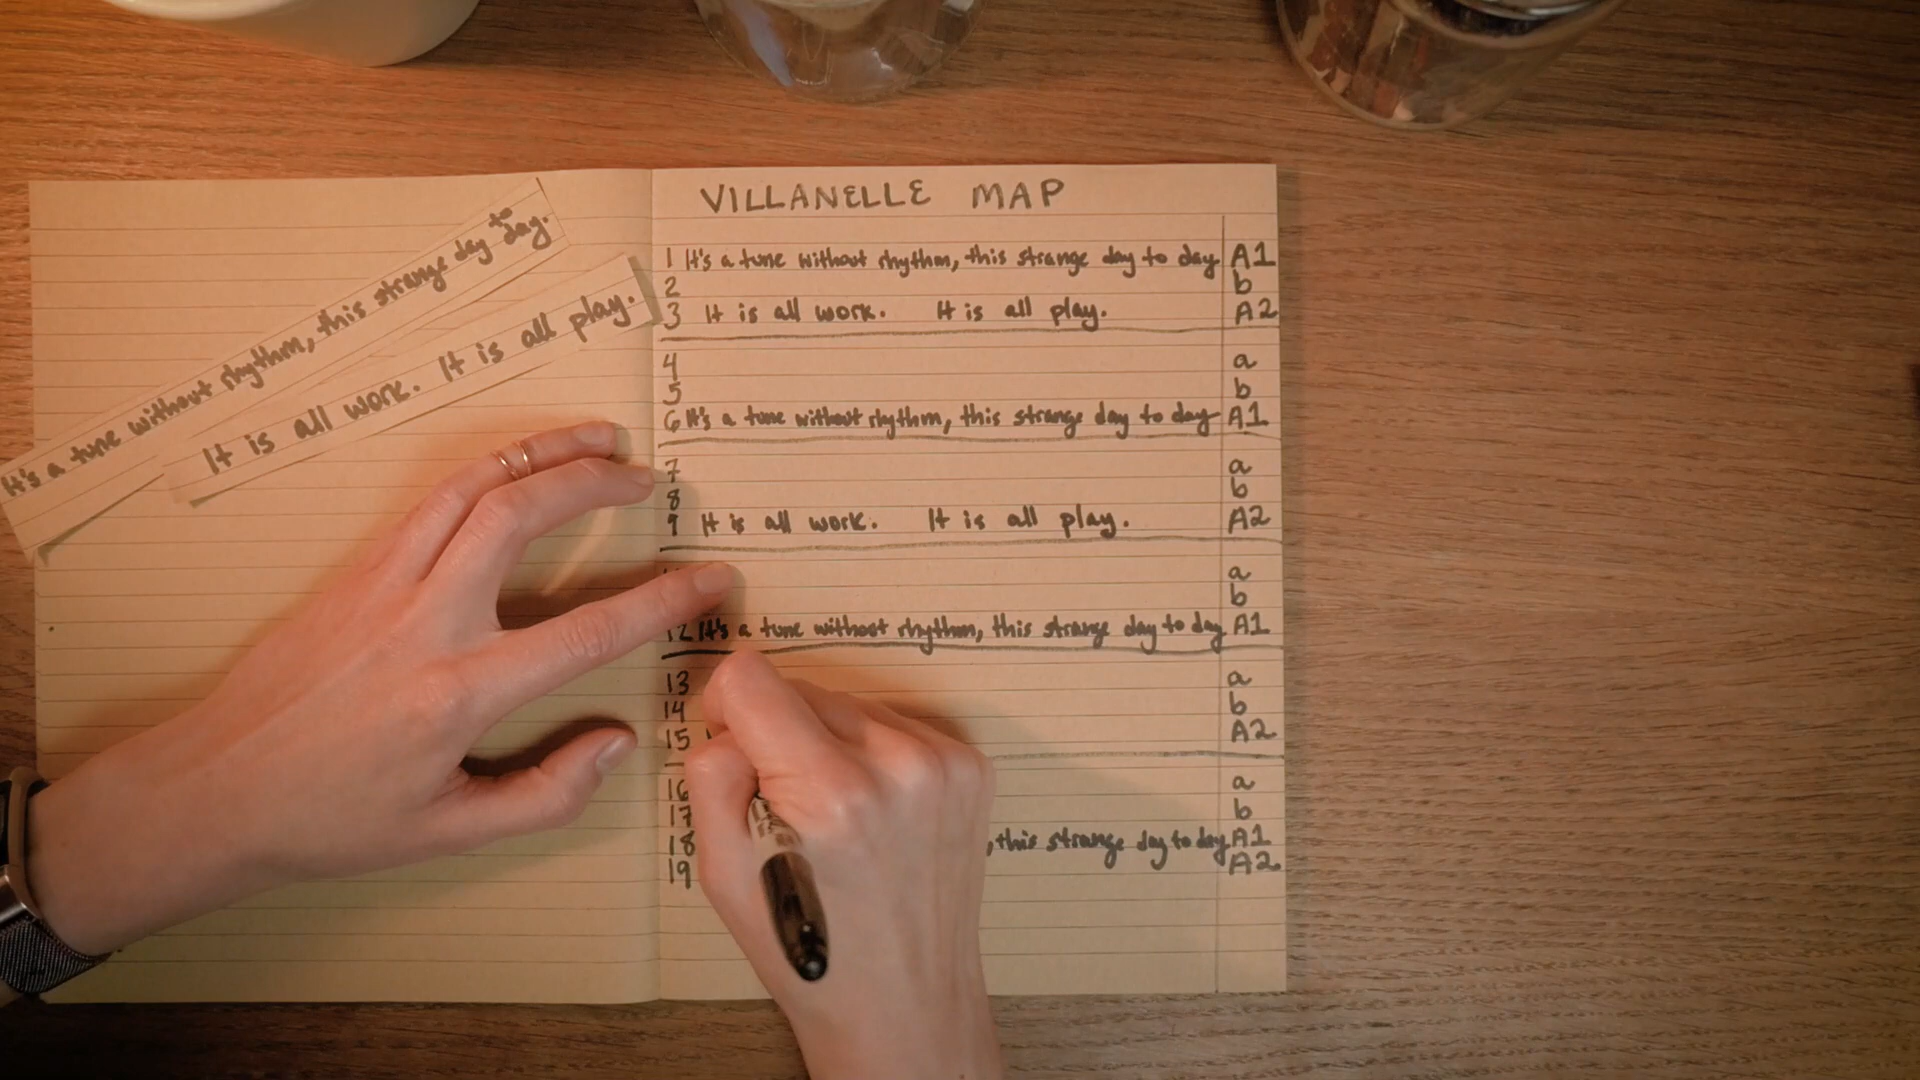 VILLANELLE MAP
It's a tune without rhythm, this strange day to day.
It is all work. It is all play.
1 It's a tune without rhythm, this strange day to day A1
2 b
3 It is all work. It is all play. A2
4 a
5 b
6 It's a tune without rhythm, this strange day to day A1
7 a
8 b
9 It is all work. It is all play. A2
a
b
12 It's a tune without rhythm, this strange day to day A1
13 a
14 b
15 A2
16 a
17 b
18 , this strange day to day A1
19 A2